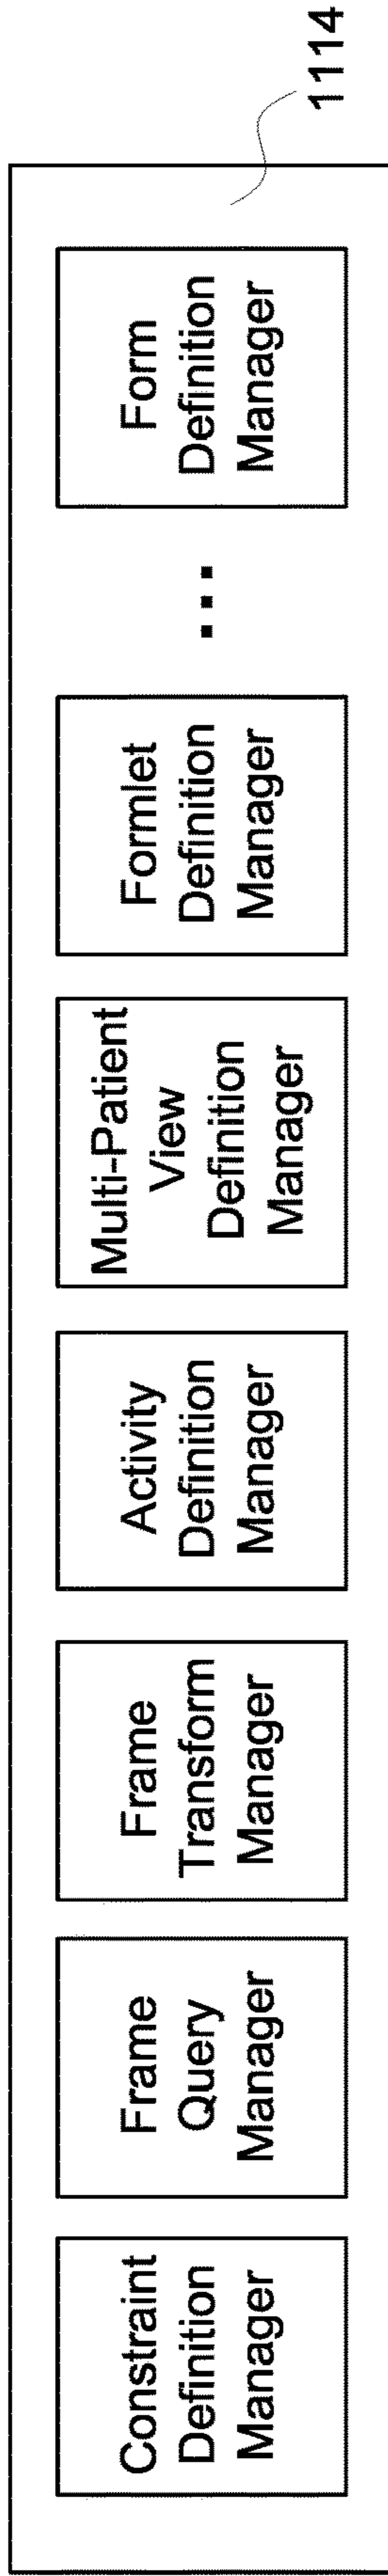 Constraint
Definition
Manager
Frame
Query
Manager
Frame
Transform
Manager
Activity
Definition
Manager
Multi-Patient
View
Definition
Manager
Formlet
Definition
Manager
...
Form
Definition
Manager
1114